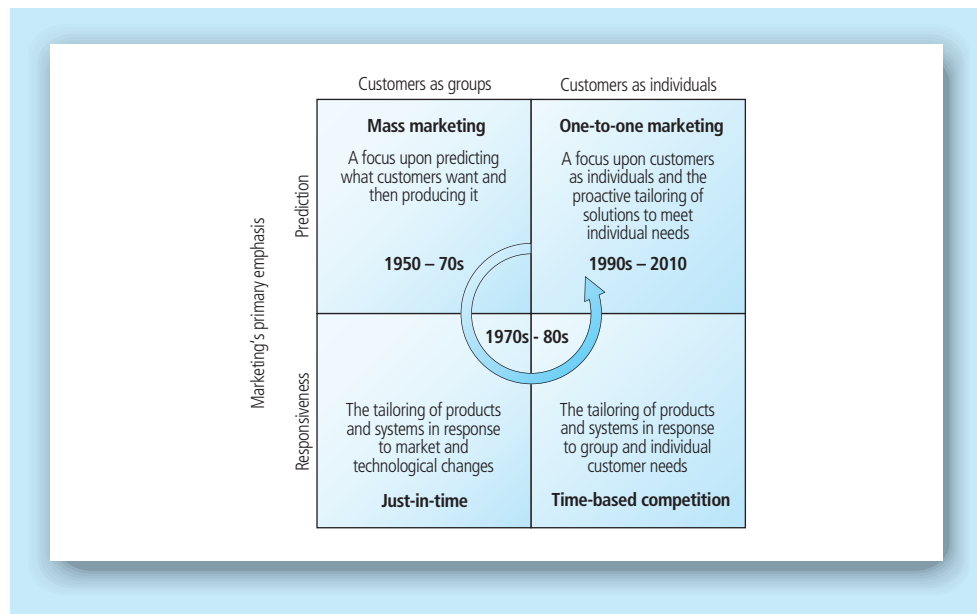 Customers as groups
Customers as individuals
Marketing's primary emphasis
Prediction
Mass marketing
A focus upon predicting
what customers want and
then producing it
1950 – 70s
One-to-one marketing
A focus upon customers
as individuals and the
proactive tailoring of
solutions to meet
individual needs
1990s – 2010
1970s - 80s
Responsiveness
The tailoring of products
and systems in response
to market and
technological changes
Just-in-time
The tailoring of products
and systems in response
to group and individual
customer needs
Time-based competition